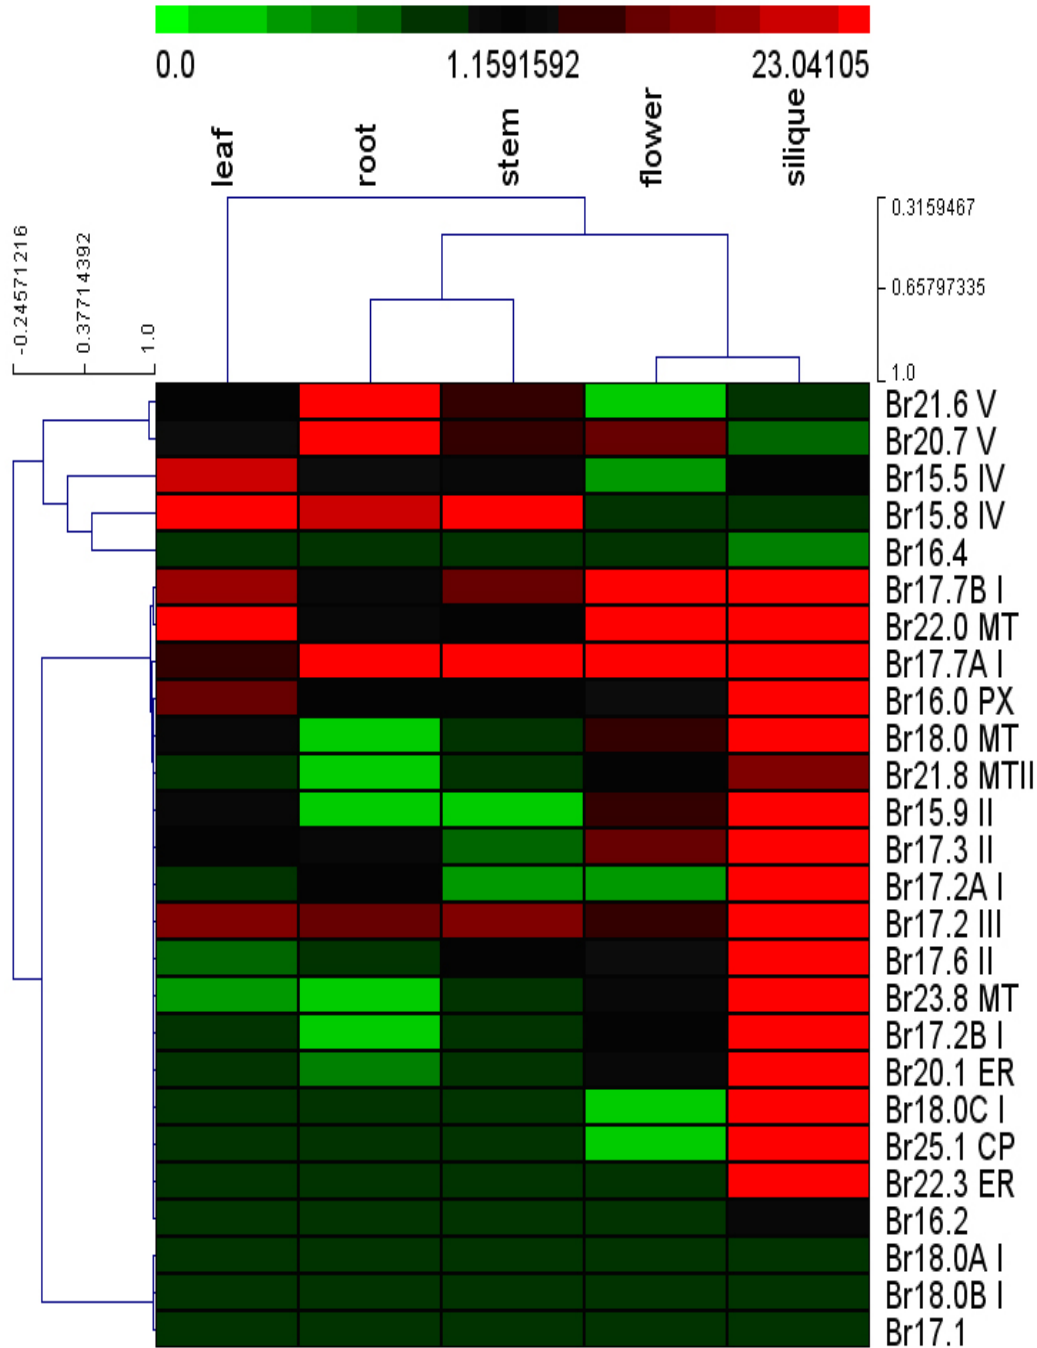 0.0 1.1591592 23.04105
leaf root stem flower silique
-0.24571216 0.37714392 1.0
0.3159467
0.65797335
1.0
Br21.6 V
Br20.7 V
Br15.5 IV
Br15.8 IV
Br16.4
Br17.7B I
Br22.0 MT
Br17.7A I
Br16.0 PX
Br18.0 MT
Br21.8 MTII
Br15.9 II
Br17.3 II
Br17.2A I
Br17.2 III
Br17.6 II
Br23.8 MT
Br17.2B I
Br20.1 ER
Br18.0C I
Br25.1 CP
Br22.3 ER
Br16.2
Br18.0A I
Br18.0B I
Br17.1